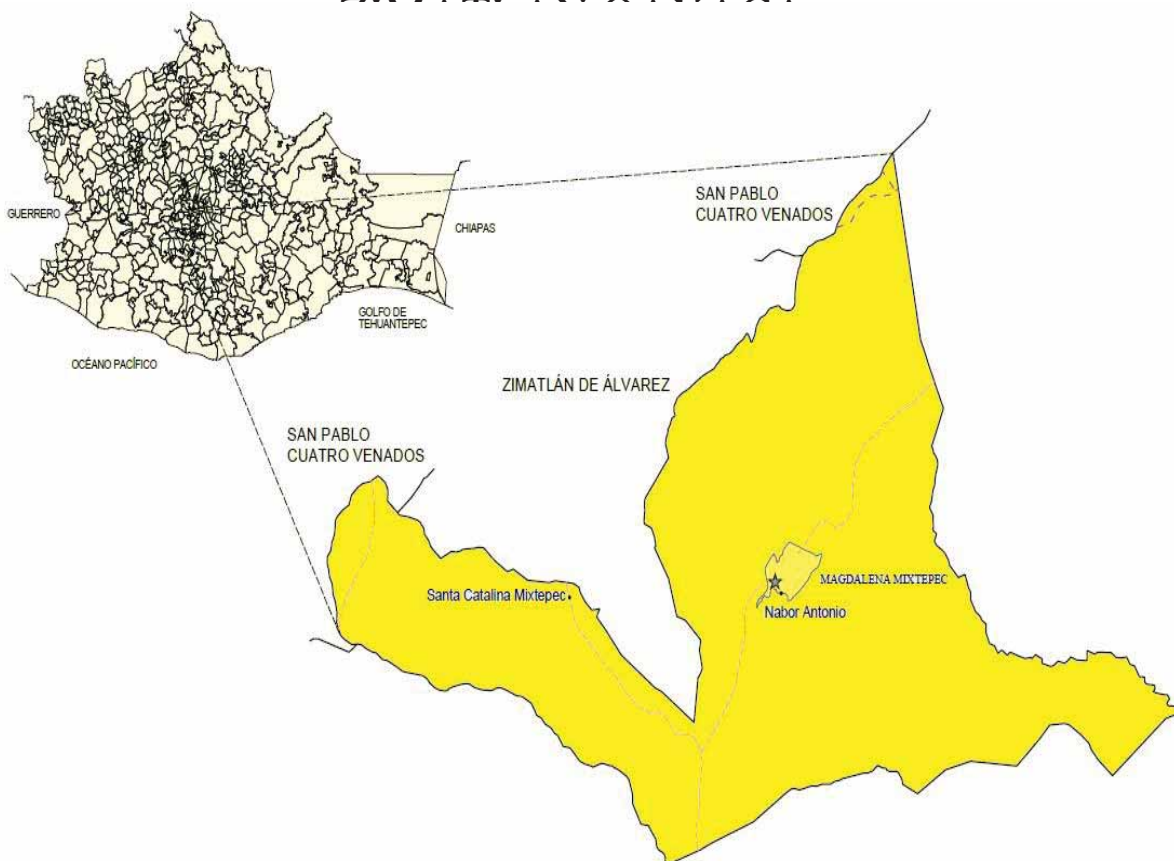 GUERRERO
CHIAPAS
GOLFO DE
TEHUANTEPEC
OCÉANO PACÍFICO
SAN PABLO
CUATRO VENADOS
ZIMATLÁN DE ÁLVAREZ
SAN PABLO
CUATRO VENADOS
Santa Catalina Mixtepec
MAGDALENA MIXTEPEC
Nabor Antonio